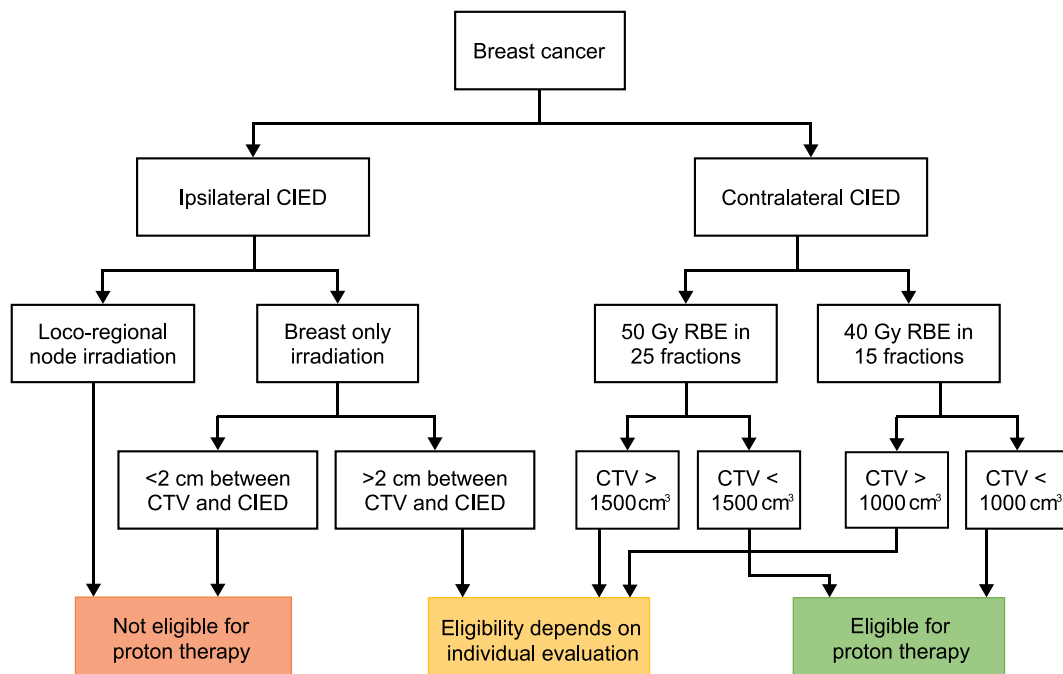 Breast cancer
Ipsilateral CIED
Contralateral CIED
Loco-regional
node irradiation
Breast only
irradiation
50 Gy RBE in
25 fractions
40 Gy RBE in
15 fractions
<2 cm between
CTV and CIED
>2 cm between
CTV and CIED
CTV >
1500 cm³
CTV <
1500 cm³
CTV >
1000 cm³
CTV <
1000 cm³
Not eligible for
proton therapy
Eligibility depends on
individual evaluation
Eligible for
proton therapy